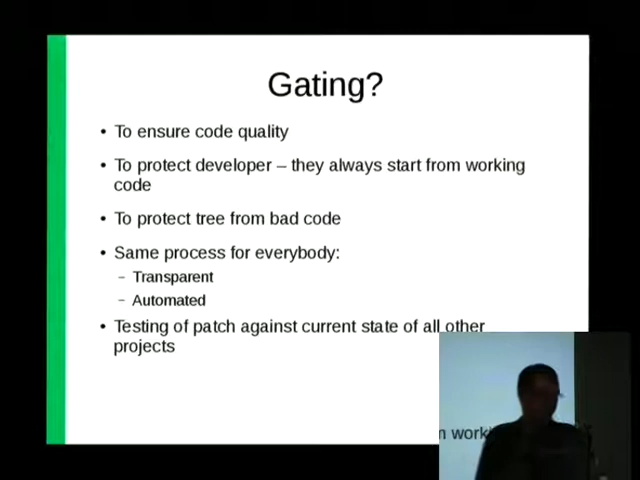 Gating?
• To ensure code quality
• To protect developer – they always start from working
code
• To protect tree from bad code
• Same process for everybody:
– Transparent
– Automated
• Testing of patch against current state of all other
projects